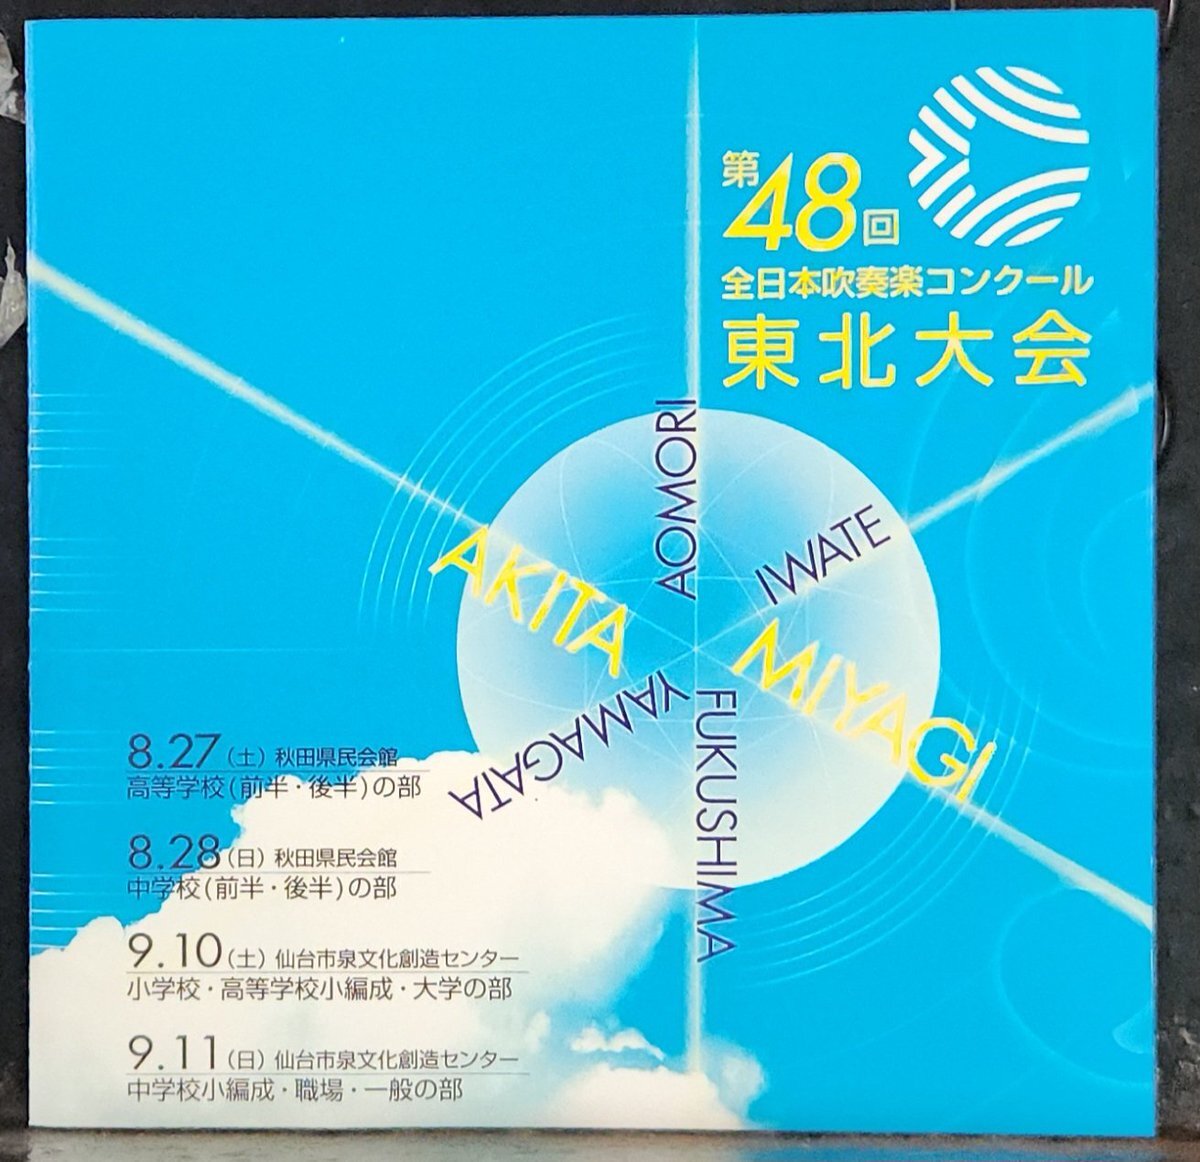 第48回
全日本吹奏楽コンクール
東北大会
AOMORI
IWATE
AKITA
MIYAGI
YAMAGATA
FUKUSHIMA
8.27(土) 秋田県民会館
高等学校(前半・後半)の部
8.28(日) 秋田県民会館
中学校(前半・後半)の部
9.10(土) 仙台市泉文化創造センター
小学校・高等学校小編成・大学の部
9.11(日) 仙台市泉文化創造センター
中学校小編成・職場・一般の部